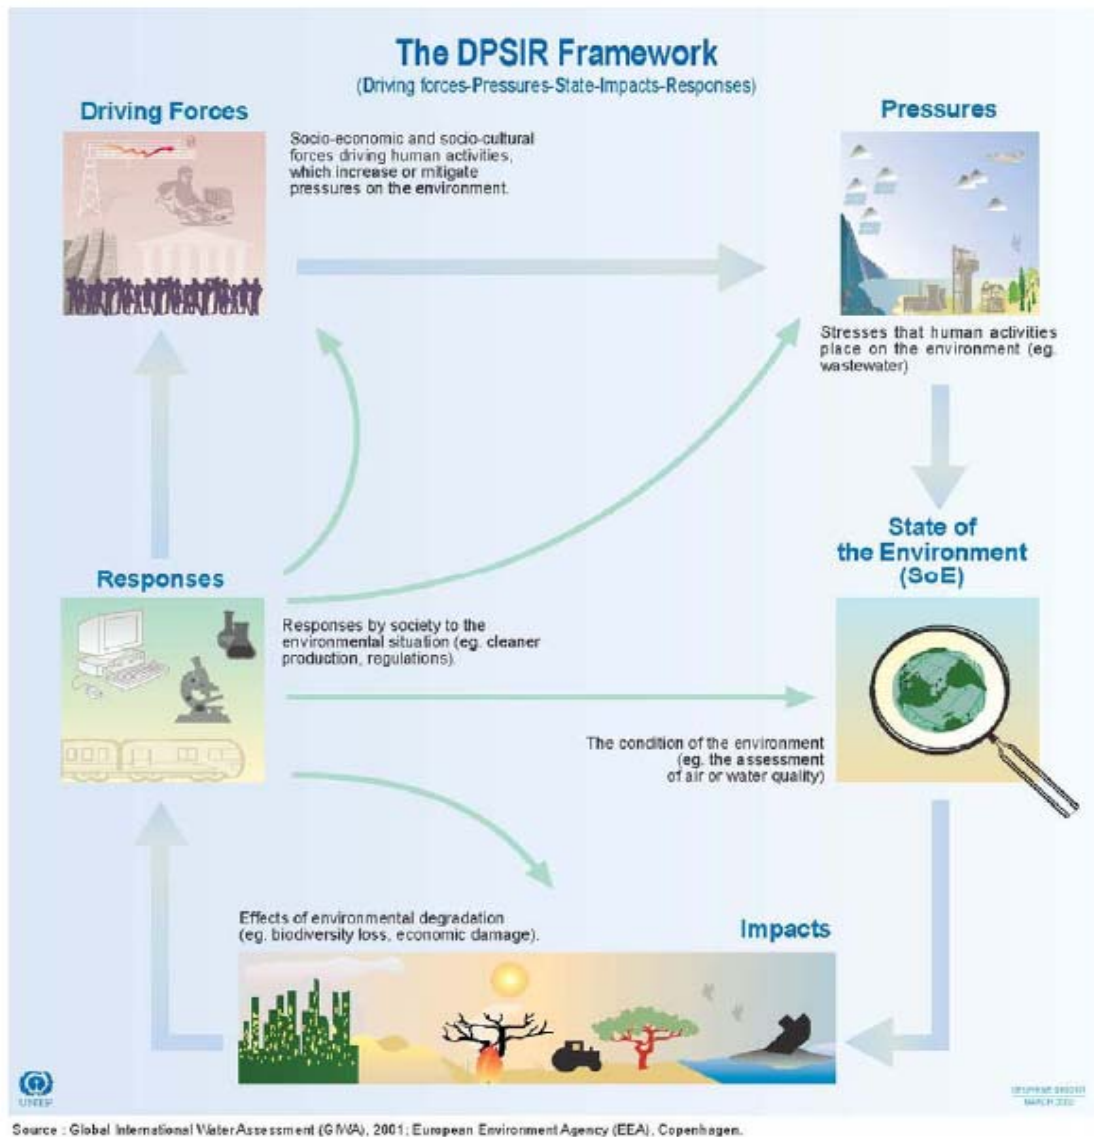 The DPSIR Framework
(Driving forces-Pressures-State-Impacts-Responses)
Driving Forces
Socio-economic and socio-cultural
forces driving human activities,
which increase or mitigate
pressures on the environment.
Pressures
Stresses that human activities
place on the environment (eg.
wastewater)
State of
the Environment
(SoE)
Responses
Responses by society to the
environmental situation (eg. cleaner
production, regulations).
The condition of the environment
(eg. the assessment
of air or water quality)
Effects of environmental degradation
(eg. biodiversity loss, economic damage).
Impacts
UNEP
MARCH 
Source : Global International Water Assessment (GIWA), 2001; European Environment Agency (EEA), Copenhagen.